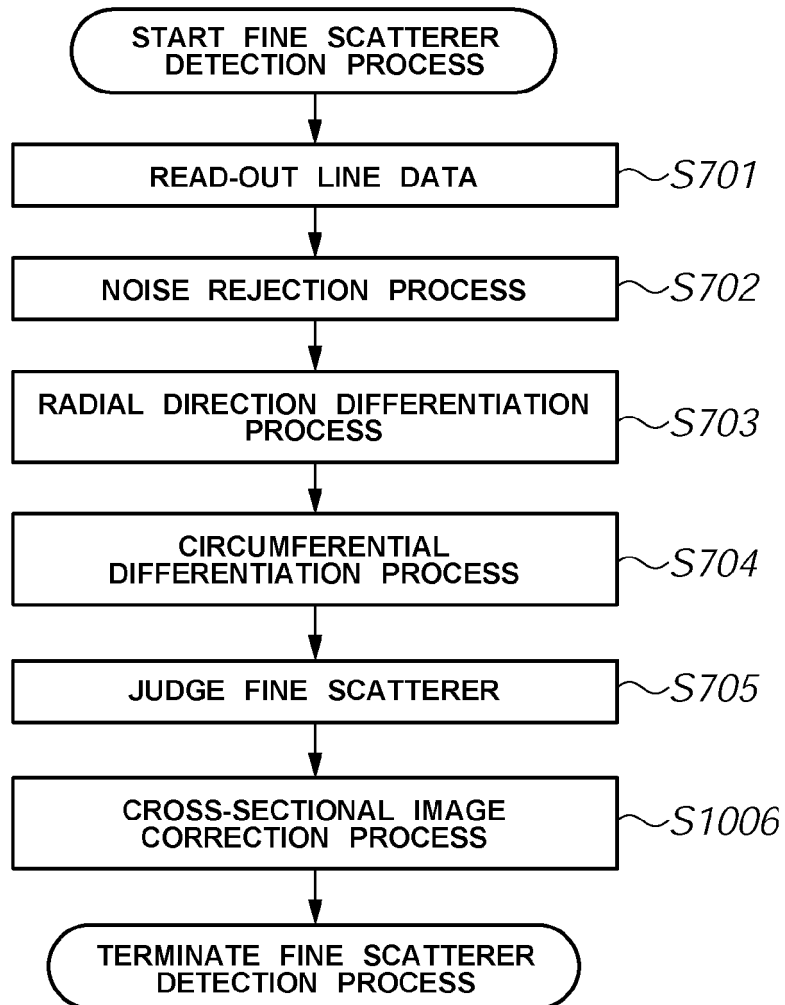 START FINE SCATTERER
DETECTION PROCESS
READ-OUT LINE DATA
S701
NOISE REJECTION PROCESS
S702
RADIAL DIRECTION DIFFERENTIATION
PROCESS
S703
CIRCUMFERENTIAL
DIFFERENTIATION PROCESS
S704
JUDGE FINE SCATTERER
S705
CROSS-SECTIONAL IMAGE
CORRECTION PROCESS
S1006
TERMINATE FINE SCATTERER
DETECTION PROCESS